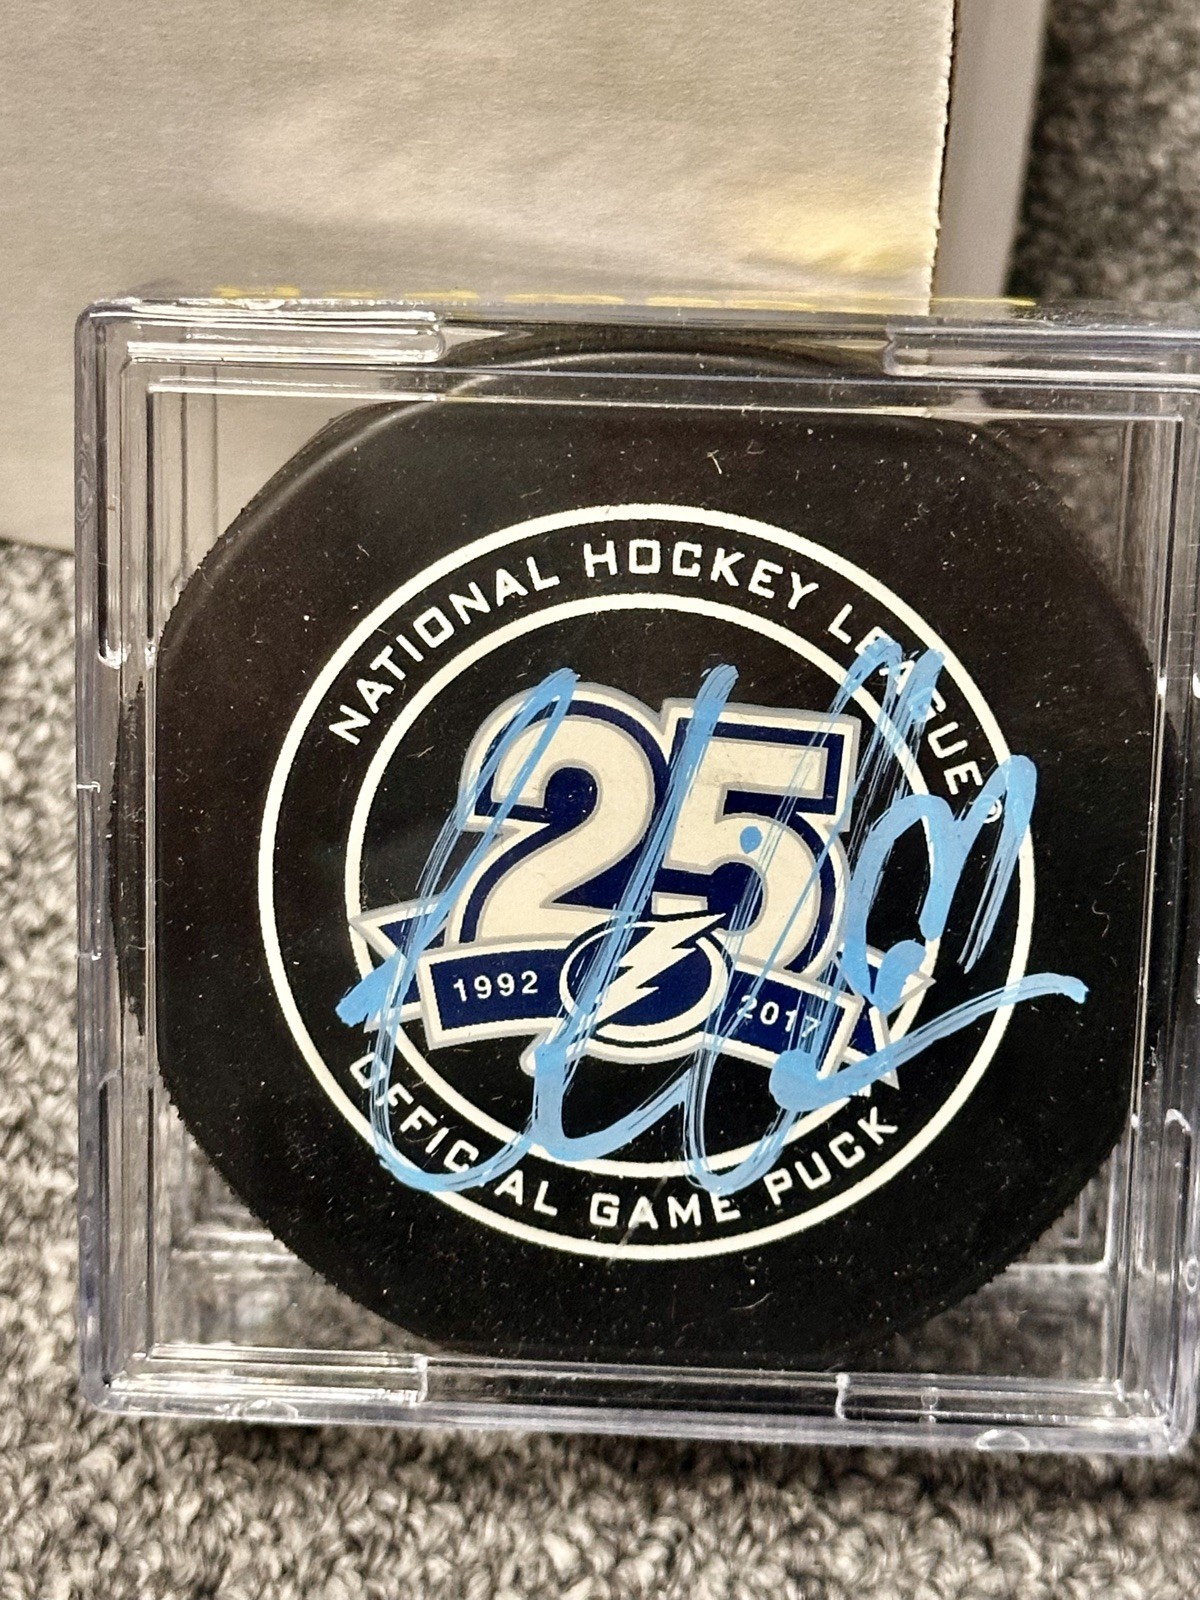 NATIONAL HOCKEY LEAGUE
25
1992 2017
OFFICIAL GAME PUCK